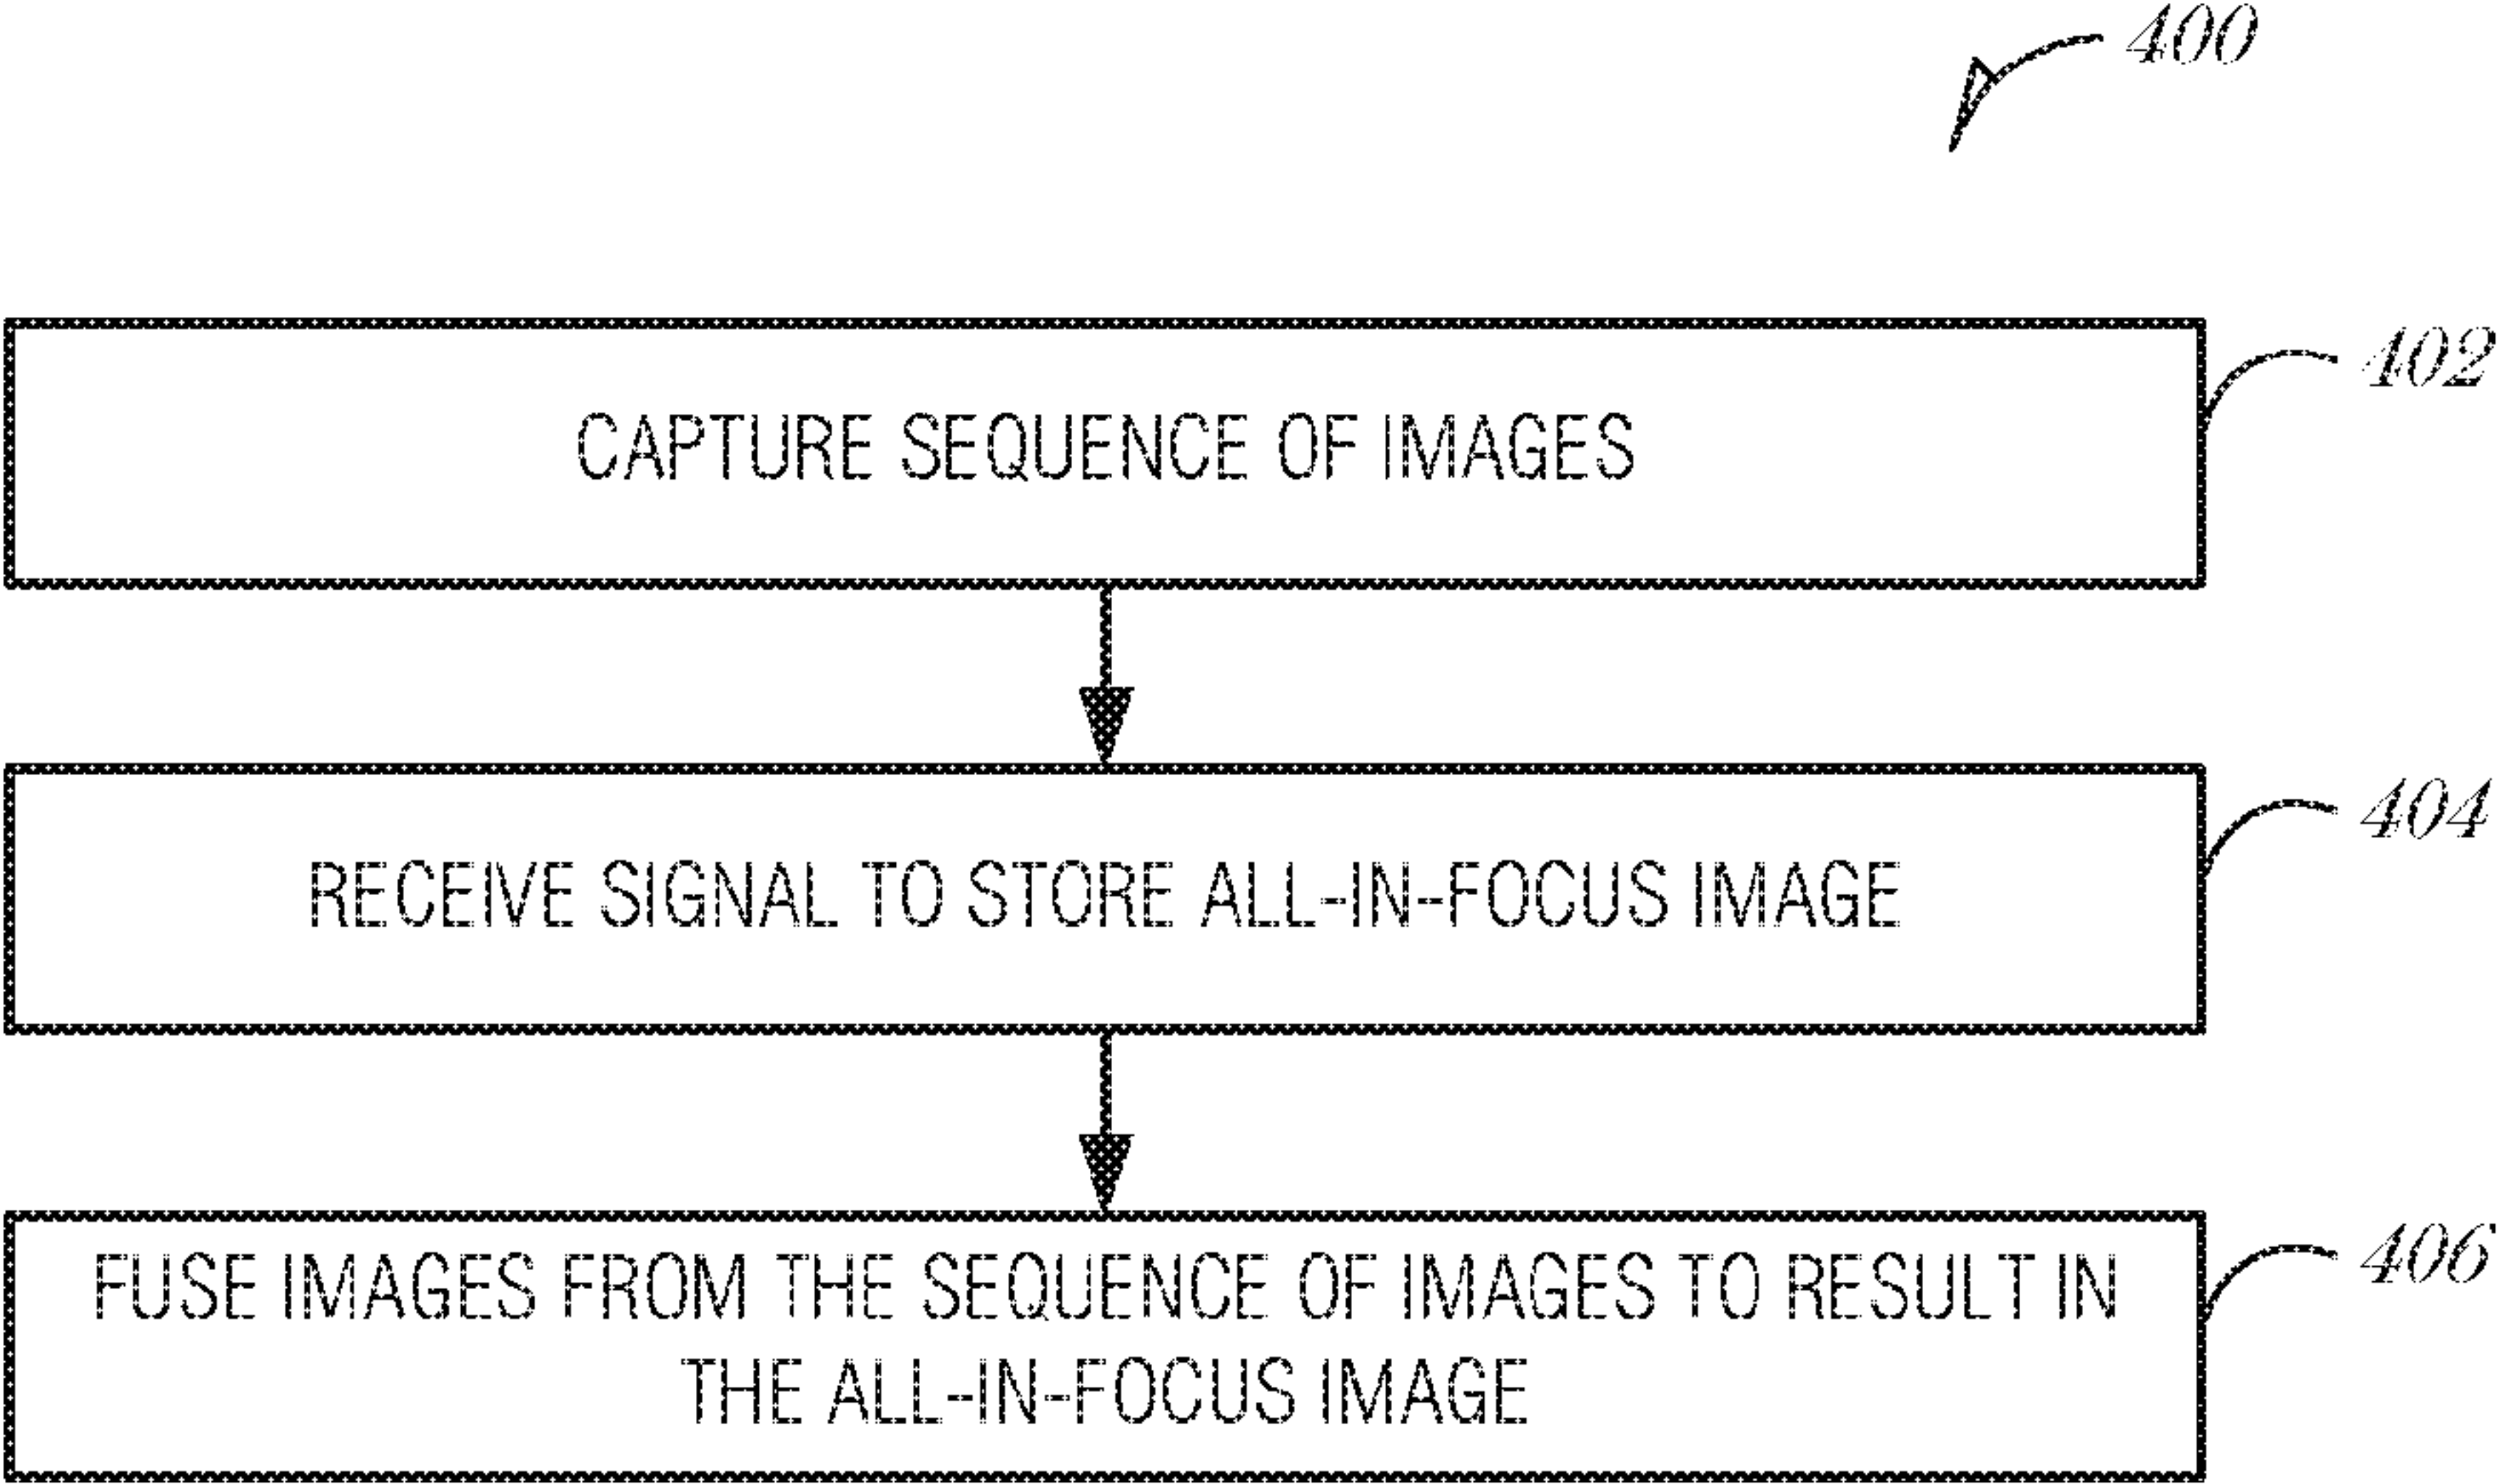 400
402
CAPTURE SEQUENCE OF IMAGES
404
RECEIVE SIGNAL TO STORE ALL-IN-FOCUS IMAGE
406
FUSE IMAGES FROM THE SEQUENCE OF IMAGES TO RESULT IN
THE ALL-IN-FOCUS IMAGE